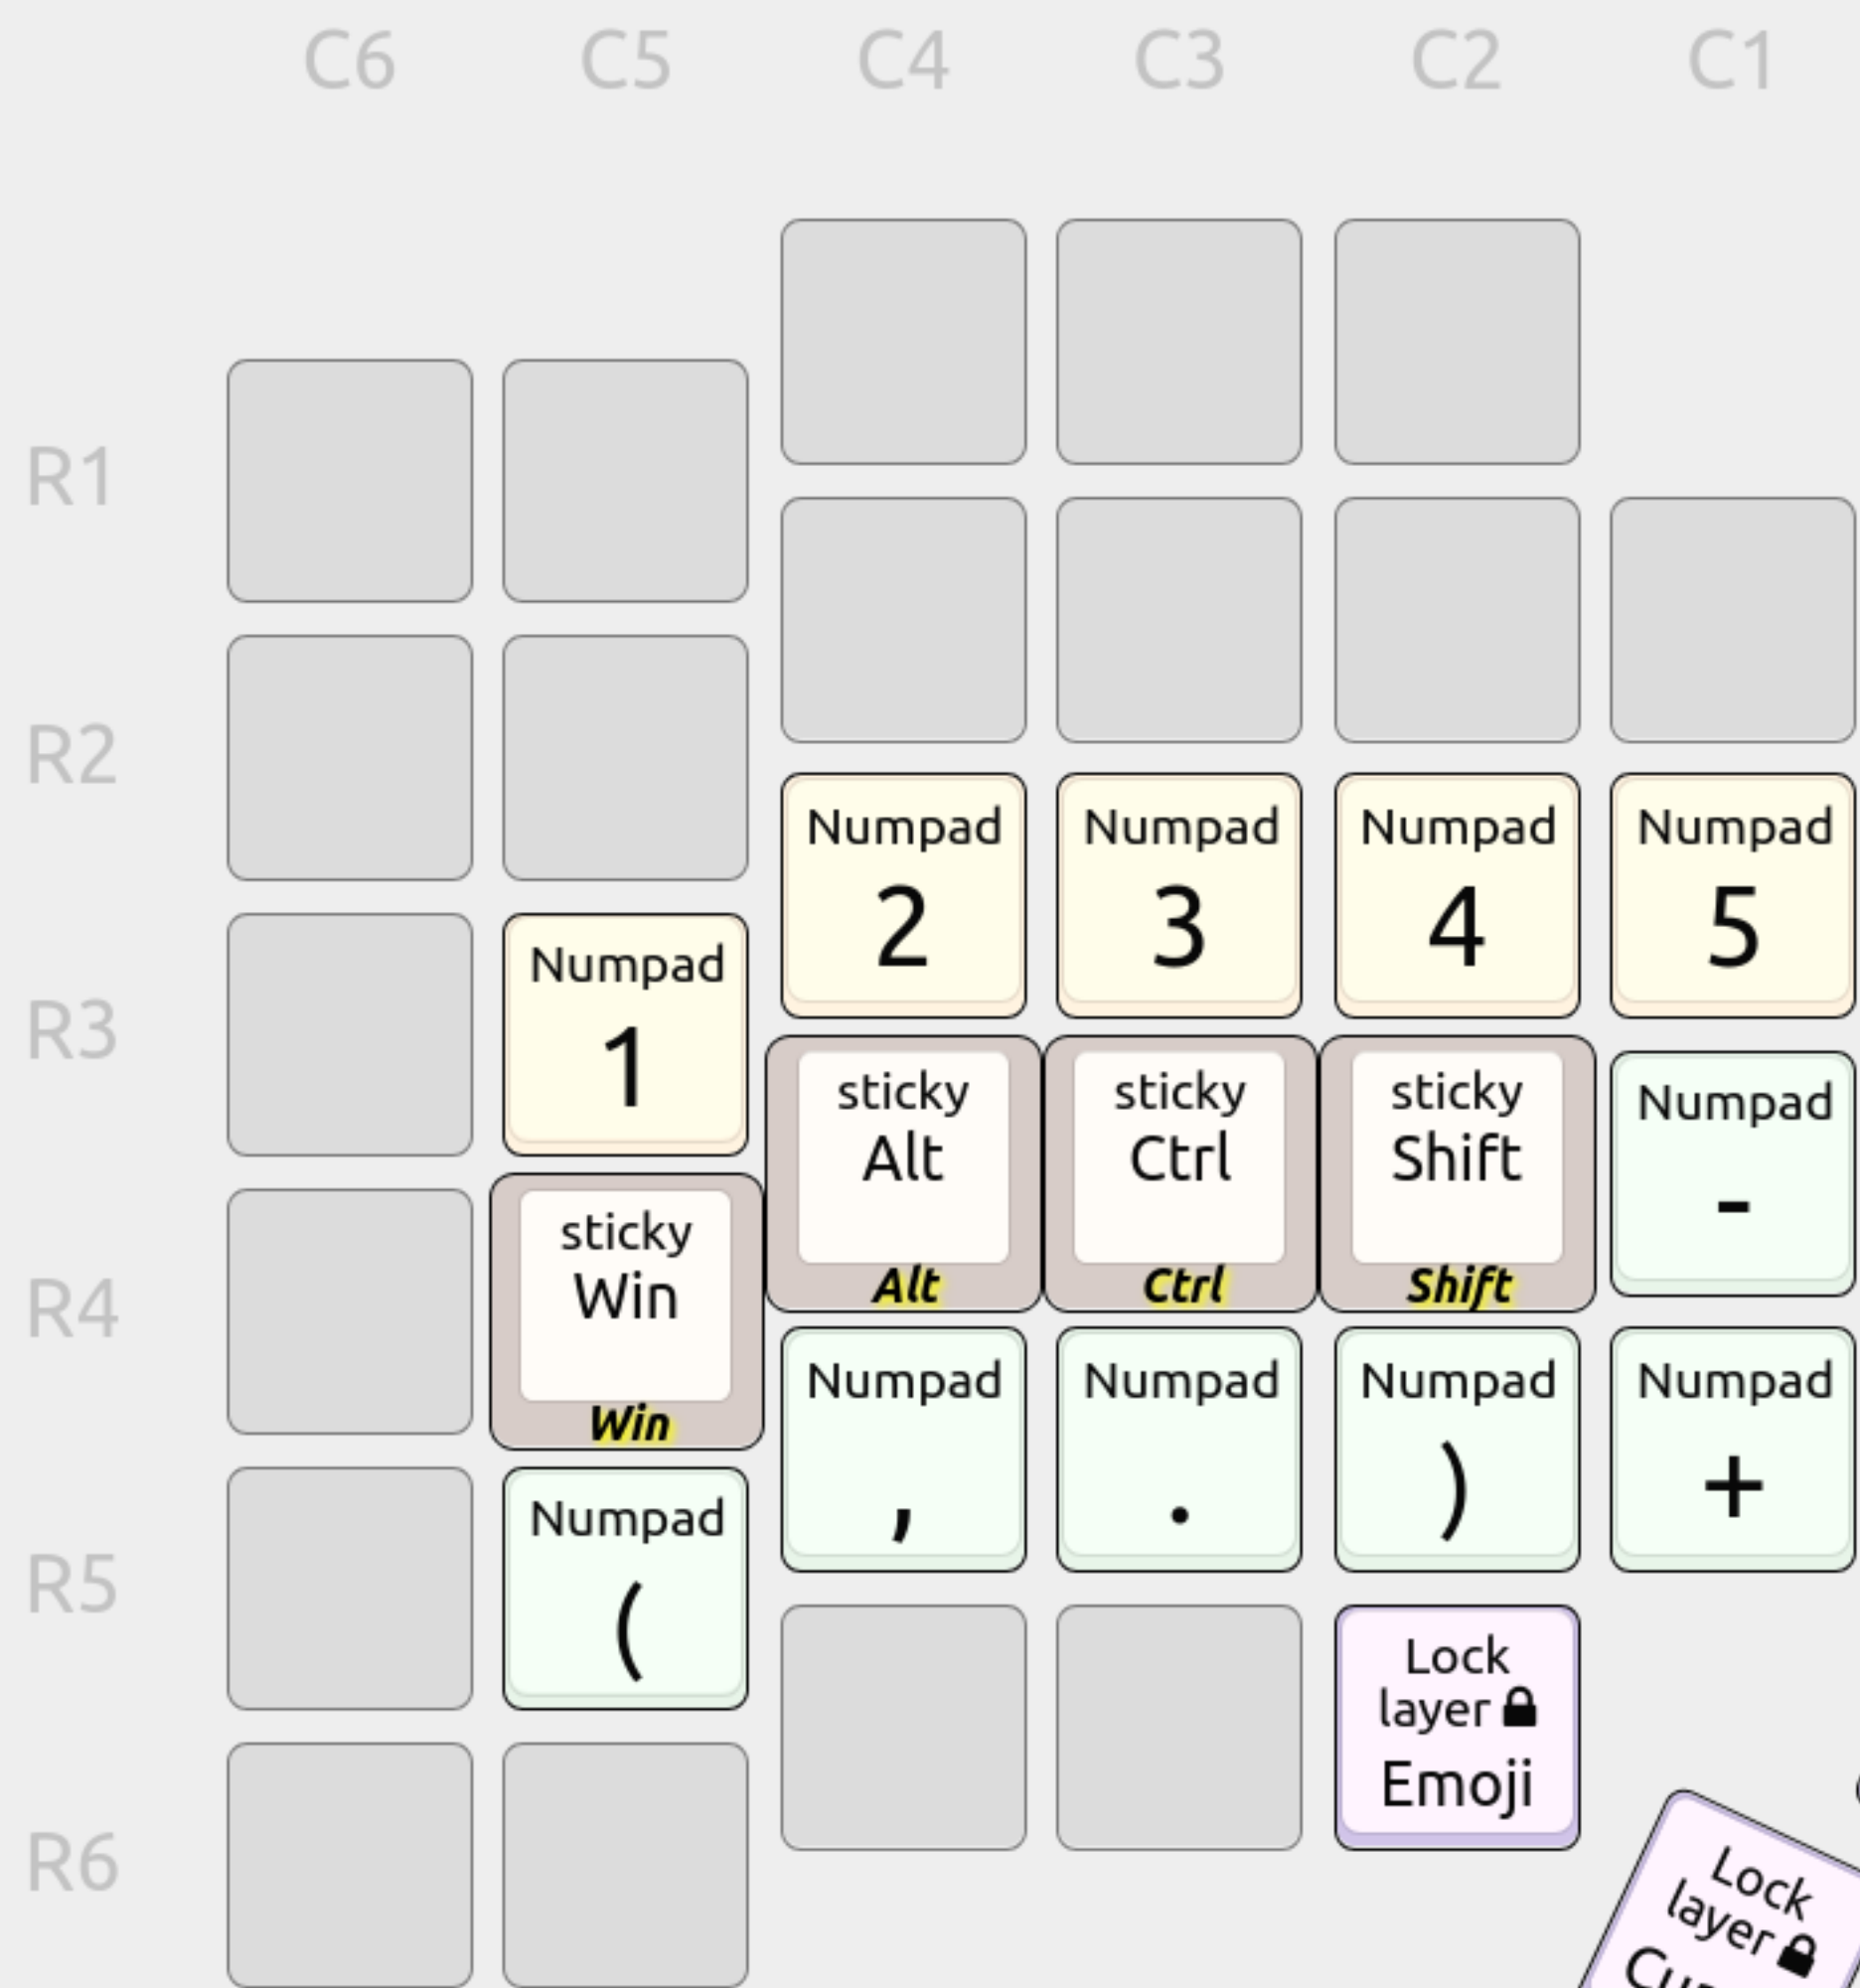 C6 C5 C4 C3 C2 C1
R1
R2
Numpad Numpad Numpad Numpad
2 3 4 5
R3
Numpad
1
sticky sticky sticky
Alt Ctrl Shift
Alt Ctrl Shift
Numpad
-
R4
sticky
Win
Win
Numpad Numpad Numpad Numpad
, . ) +
R5
Numpad
(
Lock
layer
Emoji
R6
Lock
layer